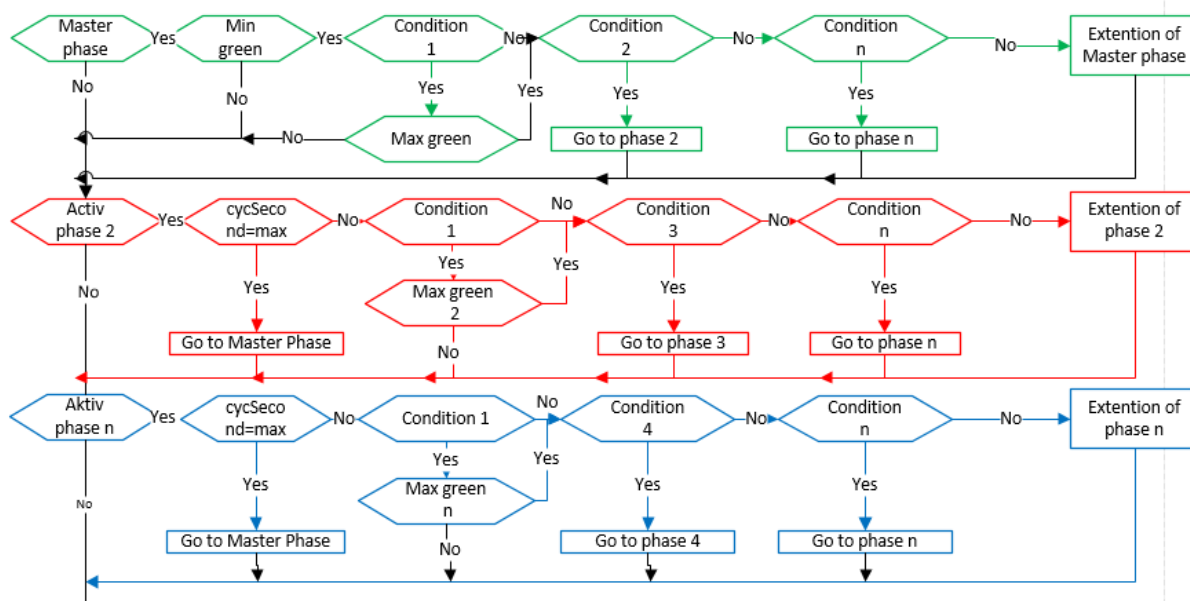 Master
phase
Yes
Min
green
Yes
Condition
1
No
Condition
2
No
Condition
n
No
Extention of
Master phase
No
No
Yes
Yes
Yes
Yes
No
Max green
Go to phase 2
Go to phase n
Activ
phase 2
Yes
cycSeco
nd=max
No
Condition
1
No
Condition
3
No
Condition
n
No
Extention of
phase 2
No
Yes
Yes
Yes
Yes
Yes
Max green
2
Go to Master Phase
No
Go to phase 3
Go to phase n
Aktiv
phase n
Yes
cycSeco
nd=max
No
Condition 1
No
Condition
4
No
Condition
n
No
Extention of
phase n
No
Yes
Yes
Yes
Yes
Yes
Max green
n
Go to Master Phase
No
Go to phase 4
Go to phase n